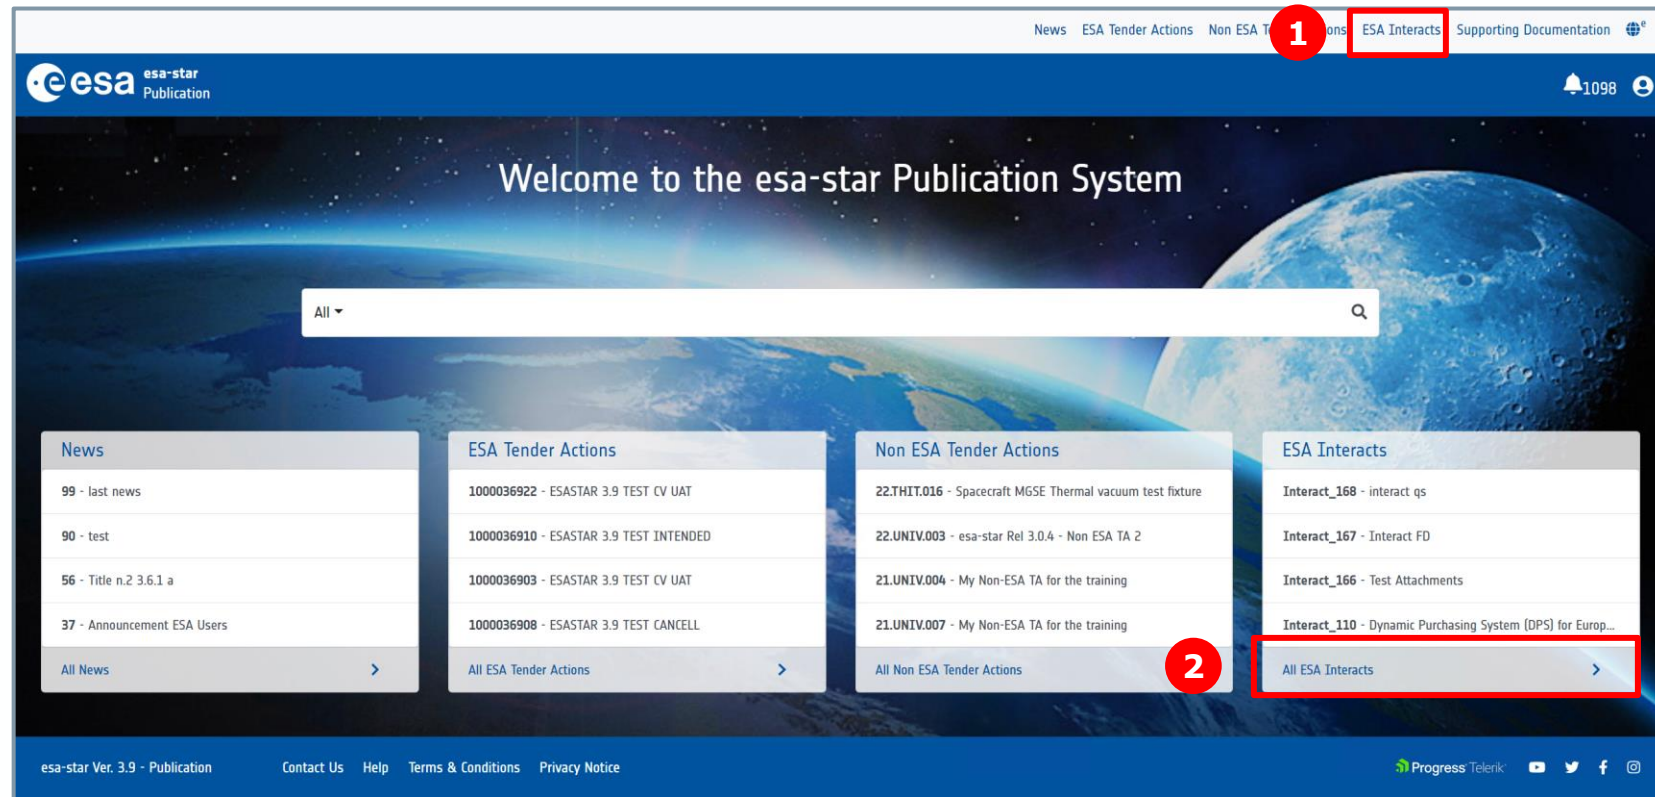 News ESA Tender Actions Non ESA T ons ESA Interacts Supporting Documentation e
1
esa esa-star
Publication
1098
Welcome to the esa-star Publication System
All
News
99 - last news
90 - test
56 - Title n.2 3.6.1 a
37 - Announcement ESA Users
All News
ESA Tender Actions
1000036922 - ESASTAR 3.9 TEST CV UAT
1000036910 - ESASTAR 3.9 TEST INTENDED
1000036903 - ESASTAR 3.9 TEST CV UAT
1000036908 - ESASTAR 3.9 TEST CANCELL
All ESA Tender Actions
Non ESA Tender Actions
22.THIT.016 - Spacecraft MGSE Thermal vacuum test fixture
22.UNIV.003 - esa-star Rel 3.0.4 - Non ESA TA 2
21.UNIV.004 - My Non-ESA TA for the training
21.UNIV.007 - My Non-ESA TA for the training
All Non ESA Tender Actions
2
ESA Interacts
Interact_168 - interact qs
Interact_167 - Interact FD
Interact_166 - Test Attachments
Interact_110 - Dynamic Purchasing System (DPS) for Europ...
All ESA Interacts
esa-star Ver. 3.9 - Publication Contact Us Help Terms & Conditions Privacy Notice Progress Telerik